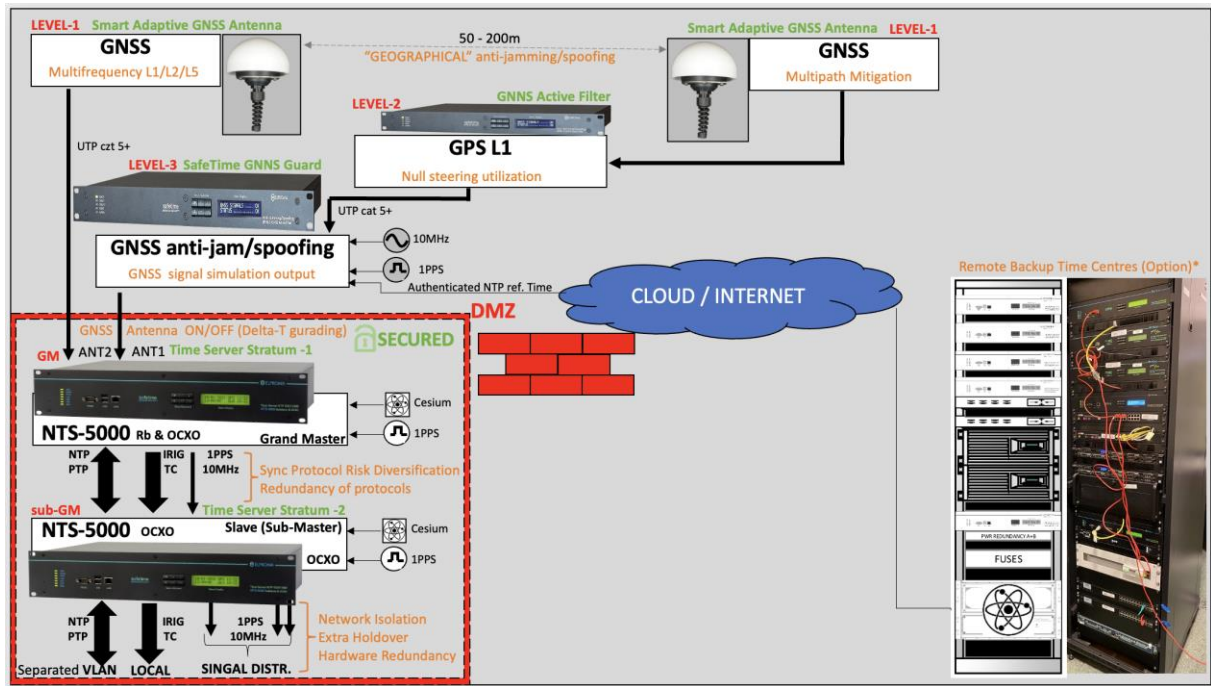 LEVEL-1 Smart Adaptive GNSS Antenna
GNSS
Multifrequency L1/L2/L5
50 - 200m
"GEOGRAPHICAL" anti-jamming/spoofing
Smart Adaptive GNSS Antenna LEVEL-1
GNSS
Multipath Mitigation
LEVEL-2
GNNS Active Filter
GPS L1
Null steering utilization
UTP czt 5+
LEVEL-3 SafeTime GNNS Guard
UTP cat 5+
GNSS anti-jam/spoofing
GNSS signal simulation output
10MHz
1PPS
Authenticated NTP ref. Time
CLOUD / INTERNET
Remote Backup Time Centres (Option)*
DMZ
GNSS Antenna ON/OFF (Delta-T gurading)
SECURED
GM
ANT2 ANT1 Time Server Stratum -1
NTS-5000 Rb & OCXO
Grand Master
Cesium
1PPS
NTP
PTP
IRIG
TC
1PPS
10MHz
Sync Protocol Risk Diversification
Redundancy of protocols
sub-GM
Time Server Stratum -2
NTS-5000 OCXO
Slave (Sub-Master)
OCXO
Cesium
1PPS
NTP
PTP
IRIG
TC
1PPS
10MHz
Network Isolation
Extra Holdover
Hardware Redundancy
Separated VLAN
LOCAL
SINGAL DISTR.
PWR REDUNDANCY A+B
FUSES